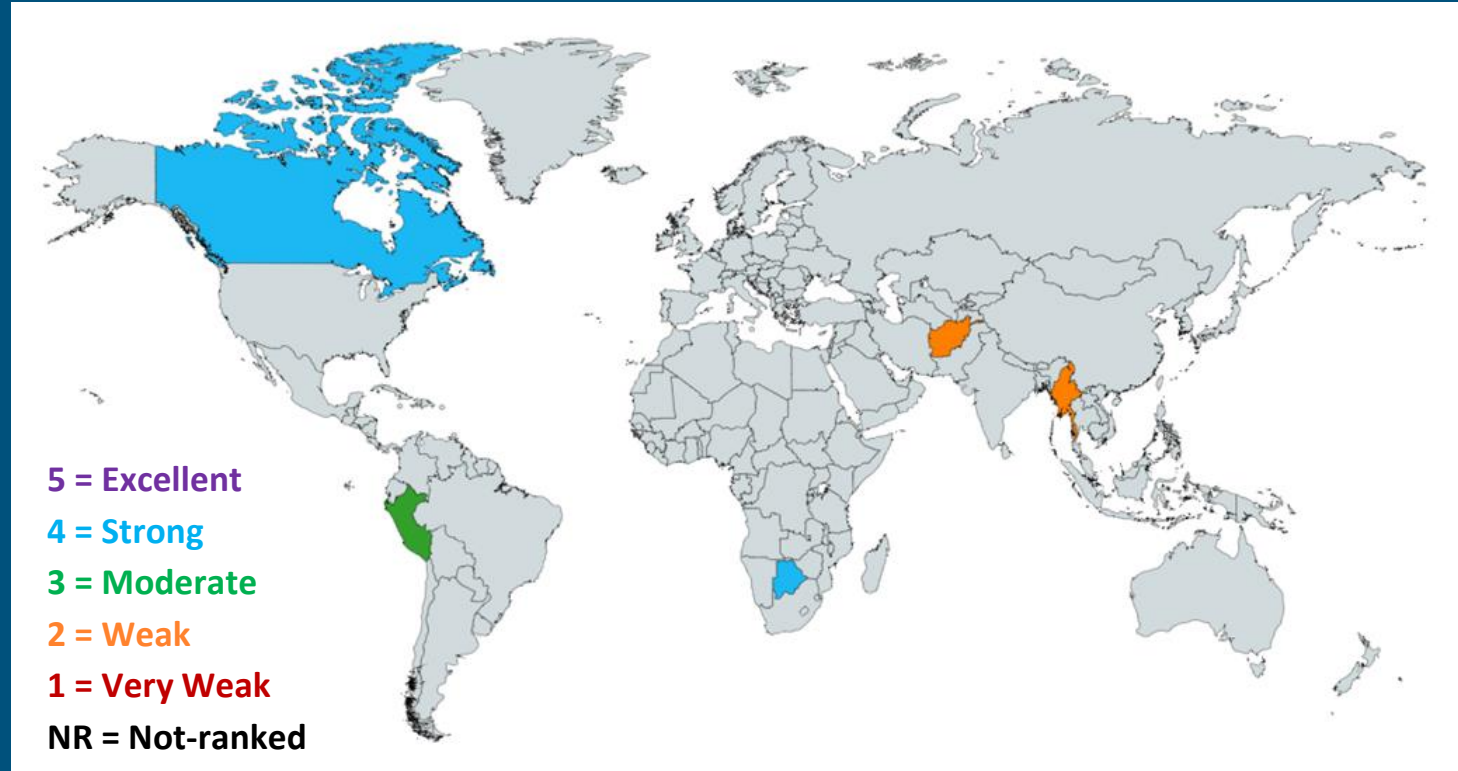 5 = Excellent
4 = Strong
3 = Moderate
2 = Weak
1 = Very Weak
NR = Not-ranked